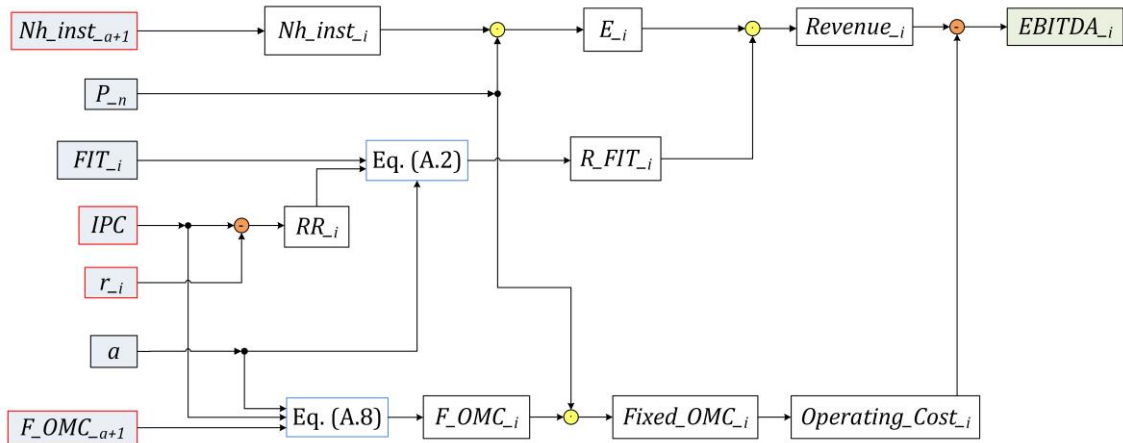 Nh_inst_a+1
Nh_inst_i
·
E_i
·
Revenue_i
-
EBITDA_i
P_n
FIT_i
Eq. (A.2)
R_FIT_i
IPC
-
RR_i
r_i
a
F_OMC_a+1
Eq. (A.8)
F_OMC_i
·
Fixed_OMC_i
Operating_Cost_i